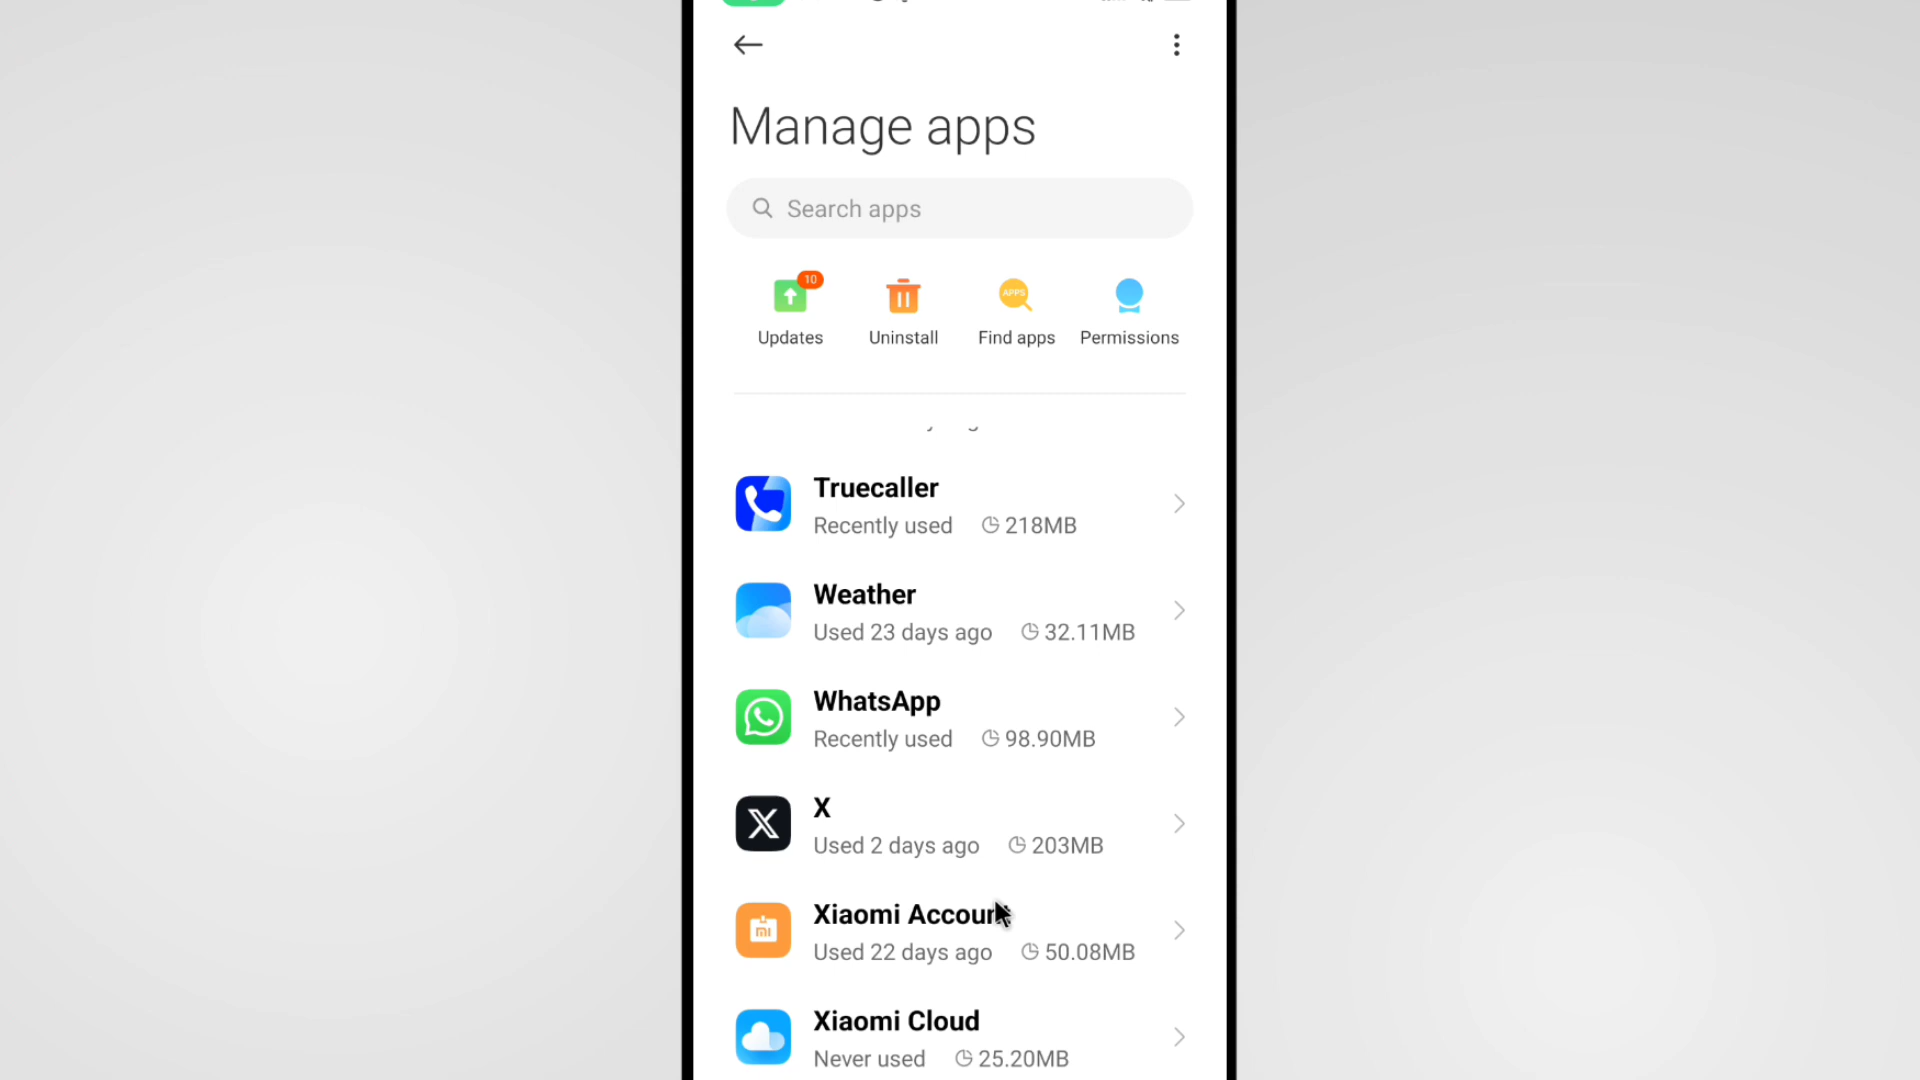 Manage apps
Search apps
10
APPS
Updates
Uninstall
Find apps
Permissions
Truecaller
Recently used 218MB
Weather
Used 23 days ago 32.11MB
WhatsApp
Recently used 98.90MB
X
Used 2 days ago 203MB
mi
Xiaomi Accoun
Used 22 days ago 50.08MB
Xiaomi Cloud
Never used 25.20MB